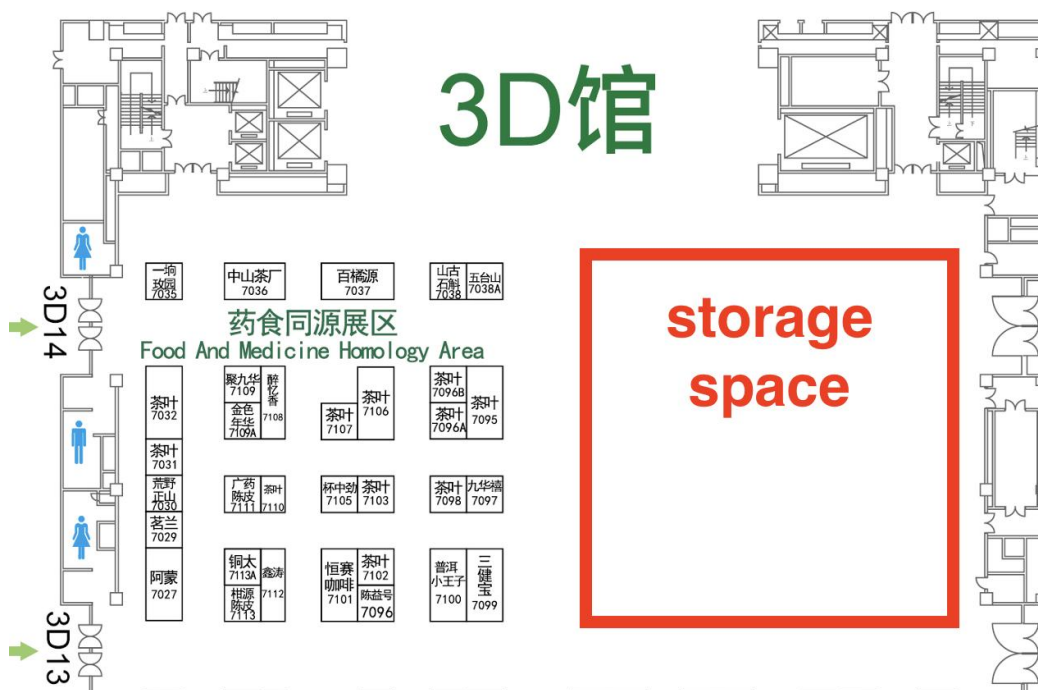 3D馆
storage
space
一垧
玫园
7035
中山茶厂
7036
百橘源
7037
山古
石斛
7038
五台山
7038A
3D14
药食同源展区
Food And Medicine Homology Area
茶叶
7032
聚九华
7109
金色
年华
7109A
醉
忆
香
7108
茶叶
7107
茶叶
7106
茶叶
7096B
茶叶
7096A
茶叶
7095
茶叶
7031
荒野
正山
7030
茗兰
7029
广药
陈皮
7111
茶叶
7110
杯中劲
7105
茶叶
7103
茶叶
7098
九华禧
7097
阿蒙
7027
铜太
7113A
柑源
陈皮
7113
鑫涛
7112
恒赛
咖啡
7101
茶叶
7102
陈益号
7096
普洱
小王子
7100
三
健
宝
7099
3D13
上
上
上
下
上